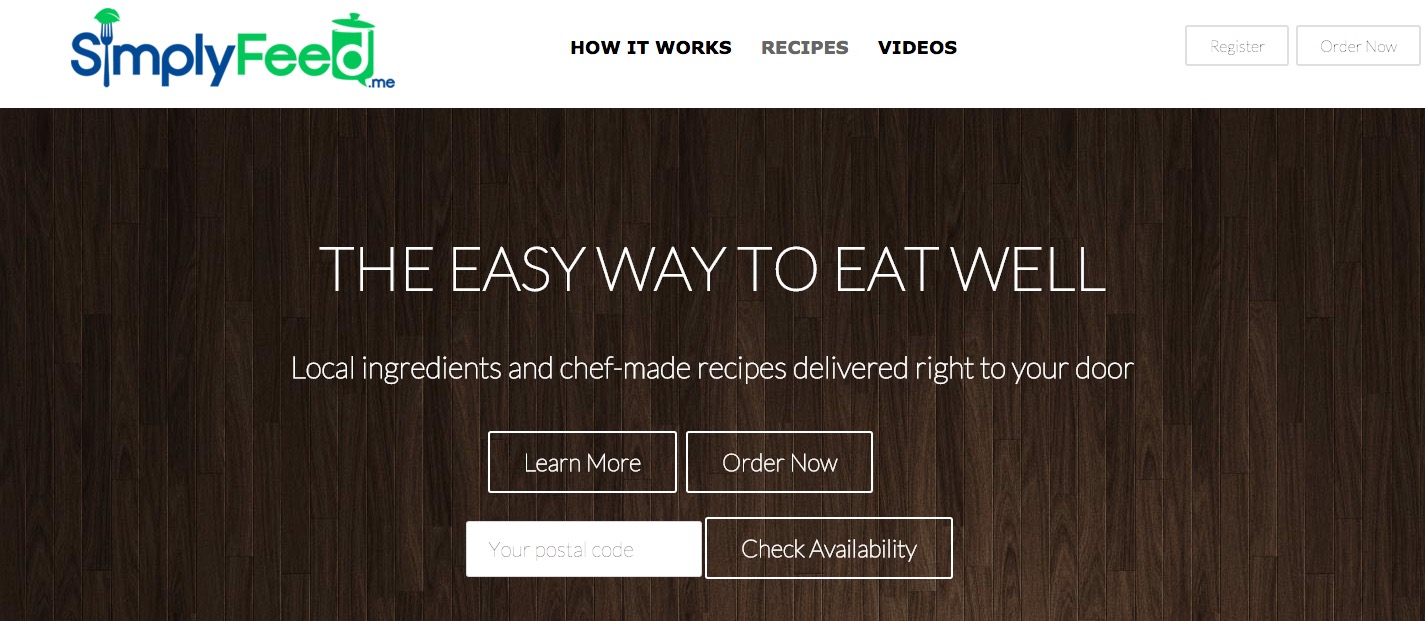 SimplyFeed.me
HOW IT WORKS RECIPES VIDEOS
Register Order Now
THE EASY WAY TO EAT WELL
Local ingredients and chef-made recipes delivered right to your door
Learn More Order Now
Your postal code Check Availability